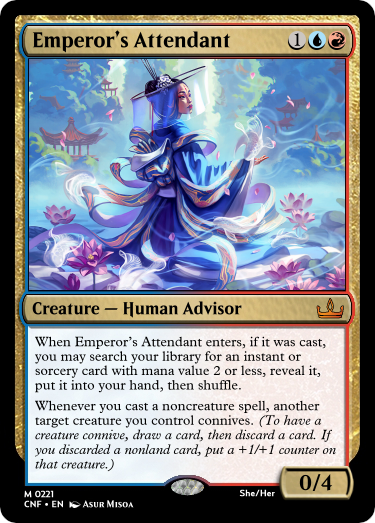 Emperor's Attendant 1
Creature — Human Advisor
When Emperor's Attendant enters, if it was cast,
you may search your library for an instant or
sorcery card with mana value 2 or less, reveal it,
put it into your hand, then shuffle.
Whenever you cast a noncreature spell, another
target creature you control connives. (To have a
creature connive, draw a card, then discard a card. If
you discarded a nonland card, put a +1/+1 counter on
that creature.)
0/4
M 0221 She/Her
CNF • EN Asur Misoa